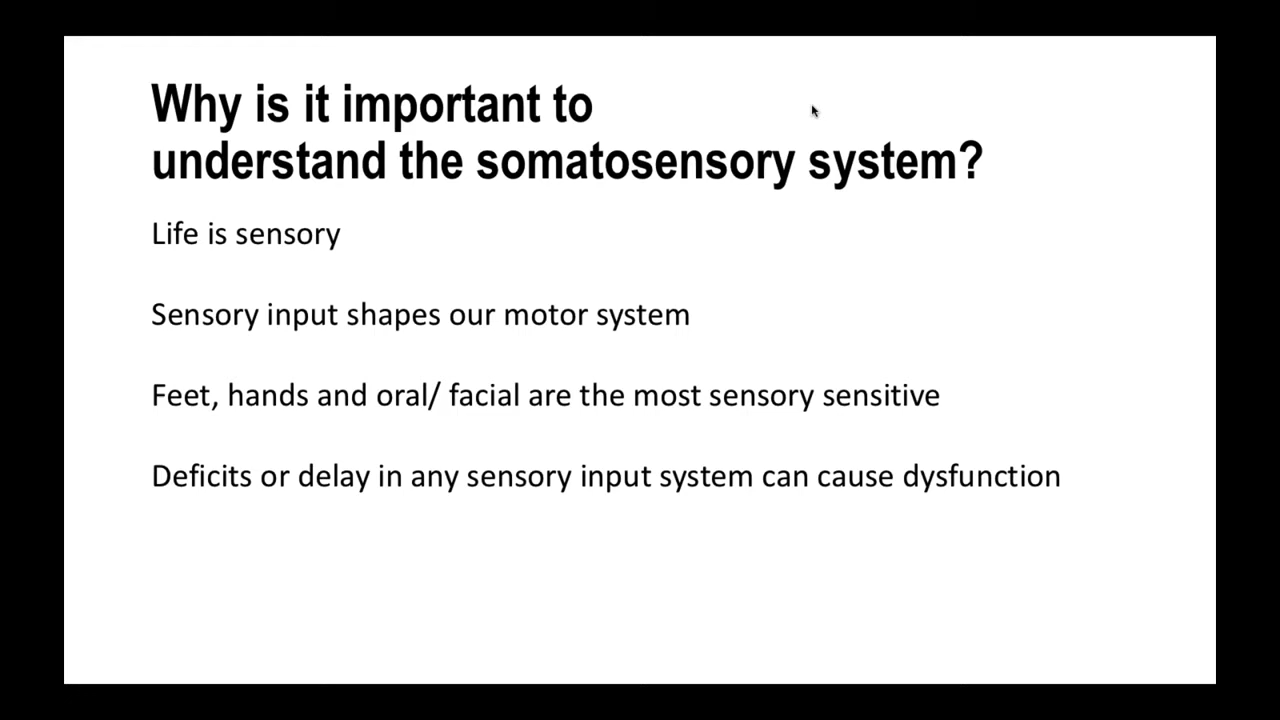 Why is it important to
understand the somatosensory system?
Life is sensory
Sensory input shapes our motor system
Feet, hands and oral/ facial are the most sensory sensitive
Deficits or delay in any sensory input system can cause dysfunction